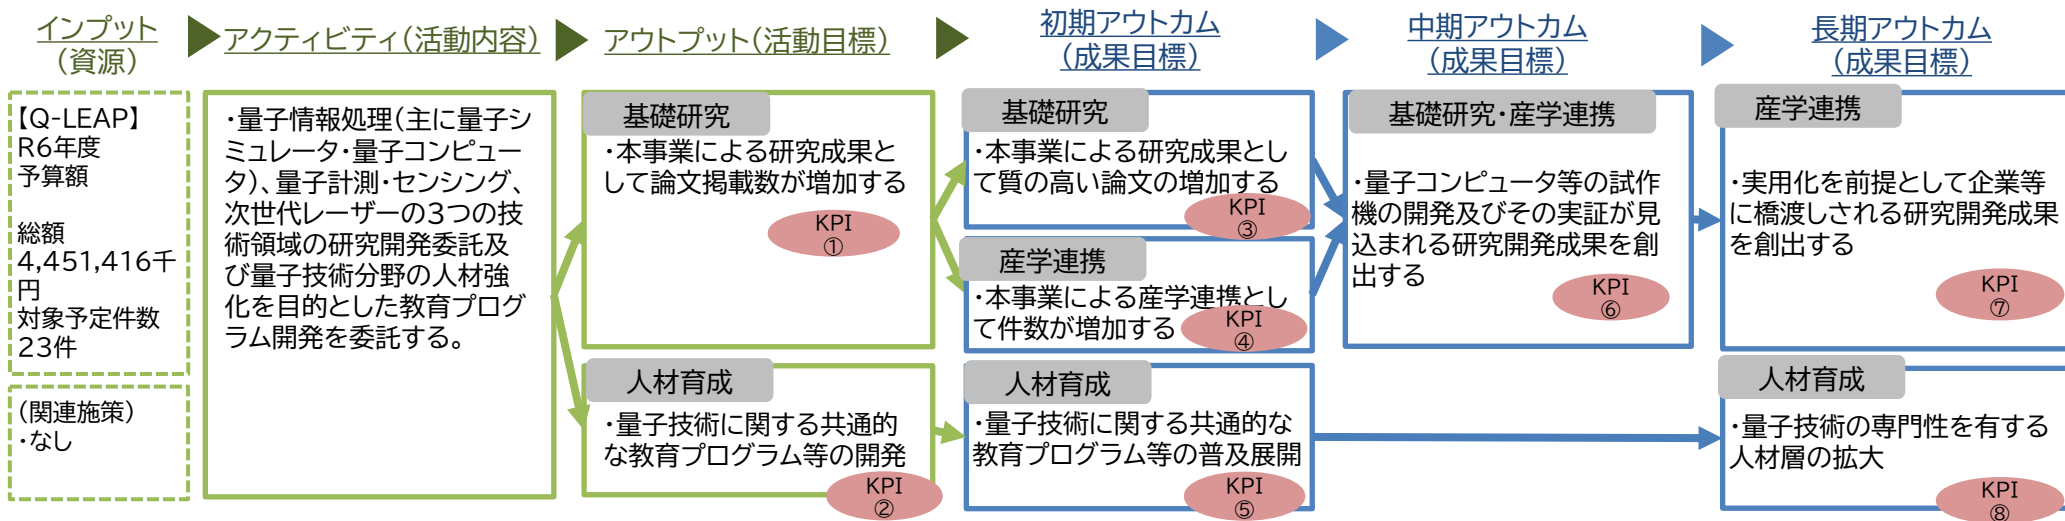 インプット
(資源)
アクティビティ(活動内容)
アウトプット(活動目標)
初期アウトカム
(成果目標)
中期アウトカム
(成果目標)
長期アウトカム
(成果目標)
【Q-LEAP】
R6年度
予算額
総額
4,451,416千
円
対象予定件数
23件
(関連施策)
・なし
・量子情報処理(主に量子シ
ミュレータ・量子コンピュー
タ)、量子計測・センシング、
次世代レーザーの3つの技
術領域の研究開発委託及
び量子技術分野の人材強
化を目的とした教育プログ
ラム開発を委託する。
基礎研究
・本事業による研究成果と
して論文掲載数が増加する
KPI
①
人材育成
・量子技術に関する共通的
な教育プログラム等の開発
KPI
②
基礎研究
・本事業による研究成果とし
て質の高い論文の増加する
KPI
③
産学連携
・本事業による産学連携とし
て件数が増加する
KPI
④
人材育成
・量子技術に関する共通的な
教育プログラム等の普及展開
KPI
⑤
基礎研究・産学連携
・量子コンピュータ等の試作
機の開発及びその実証が見
込まれる研究開発成果を創
出する
KPI
⑥
産学連携
・実用化を前提として企業等
に橋渡しされる研究開発成果
を創出する
KPI
⑦
人材育成
・量子技術の専門性を有する
人材層の拡大
KPI
⑧